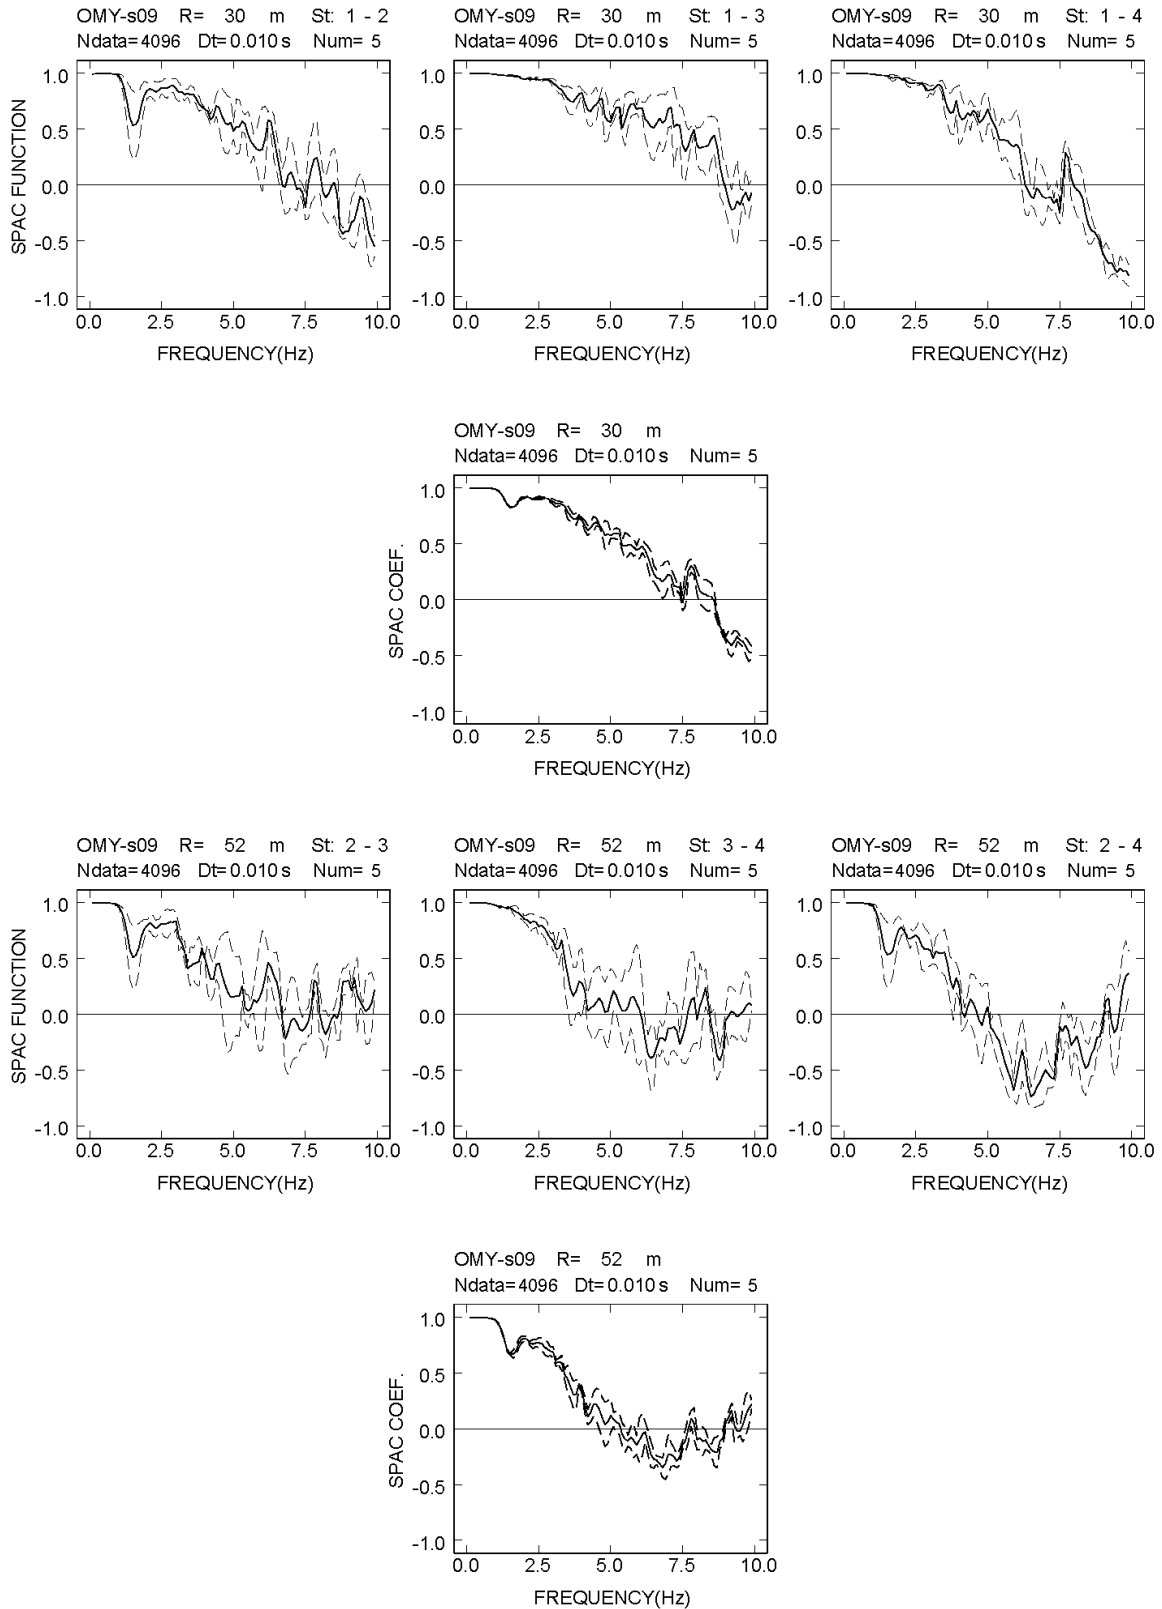 OMY-s09 R= 30 m St: 1 - 2
Ndata=4096 Dt=0.010s Num= 5
OMY-s09 R= 30 m St: 1 - 3
Ndata=4096 Dt=0.010s Num= 5
OMY-s09 R= 30 m St: 1 - 4
Ndata=4096 Dt=0.010s Num= 5
SPAC FUNCTION
1.0
0.5
0.0
-0.5
-1.0
0.0 2.5 5.0 7.5 10.0
FREQUENCY(Hz)
1.0
0.5
0.0
-0.5
-1.0
0.0 2.5 5.0 7.5 10.0
FREQUENCY(Hz)
1.0
0.5
0.0
-0.5
-1.0
0.0 2.5 5.0 7.5 10.0
FREQUENCY(Hz)
OMY-s09 R= 30 m
Ndata=4096 Dt=0.010s Num= 5
SPAC COEF.
1.0
0.5
0.0
-0.5
-1.0
0.0 2.5 5.0 7.5 10.0
FREQUENCY(Hz)
OMY-s09 R= 52 m St: 2 - 3
Ndata=4096 Dt=0.010s Num= 5
OMY-s09 R= 52 m St: 3 - 4
Ndata=4096 Dt=0.010s Num= 5
OMY-s09 R= 52 m St: 2 - 4
Ndata=4096 Dt=0.010s Num= 5
SPAC FUNCTION
1.0
0.5
0.0
-0.5
-1.0
0.0 2.5 5.0 7.5 10.0
FREQUENCY(Hz)
1.0
0.5
0.0
-0.5
-1.0
0.0 2.5 5.0 7.5 10.0
FREQUENCY(Hz)
1.0
0.5
0.0
-0.5
-1.0
0.0 2.5 5.0 7.5 10.0
FREQUENCY(Hz)
OMY-s09 R= 52 m
Ndata=4096 Dt=0.010s Num= 5
SPAC COEF.
1.0
0.5
0.0
-0.5
-1.0
0.0 2.5 5.0 7.5 10.0
FREQUENCY(Hz)